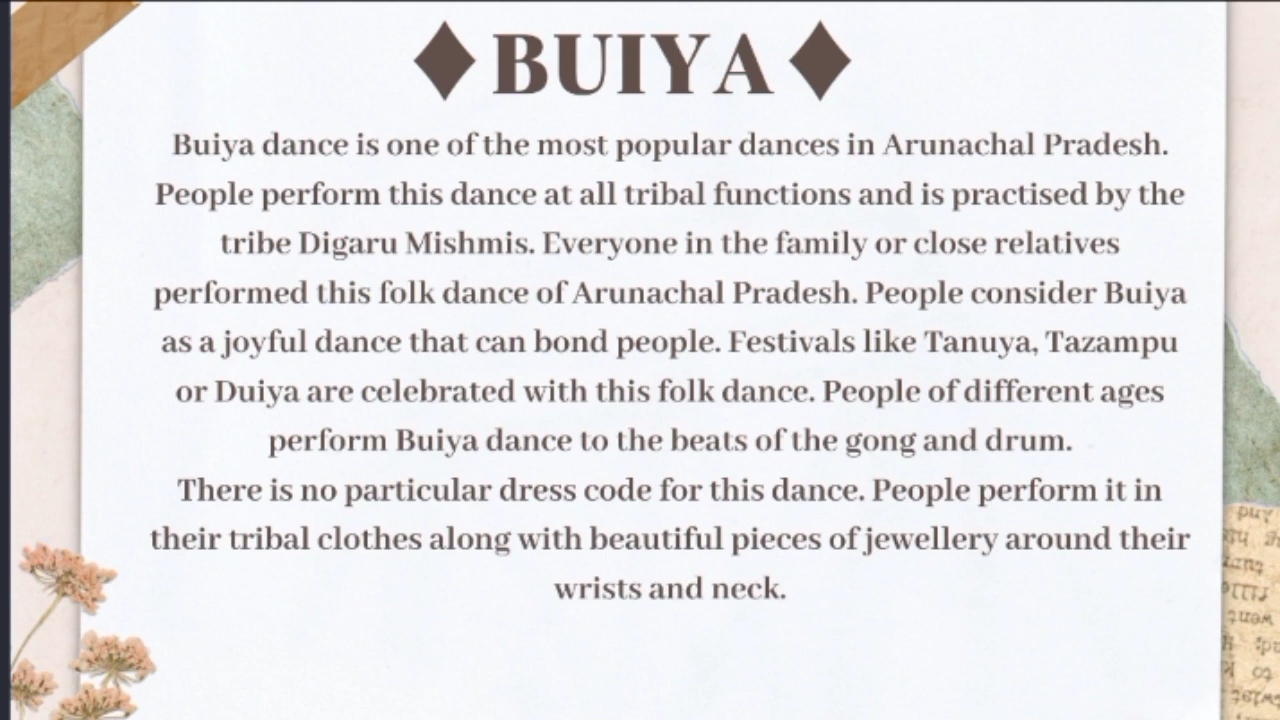 ♦BUIYA♦
Buiya dance is one of the most popular dances in Arunachal Pradesh.
People perform this dance at all tribal functions and is practised by the
tribe Digaru Mishmis. Everyone in the family or close relatives
performed this folk dance of Arunachal Pradesh. People consider Buiya
as a joyful dance that can bond people. Festivals like Tanuya, Tazampu
or Duiya are celebrated with this folk dance. People of different ages
perform Buiya dance to the beats of the gong and drum.
There is no particular dress code for this dance. People perform it in
their tribal clothes along with beautiful pieces of jewellery around their
wrists and neck.